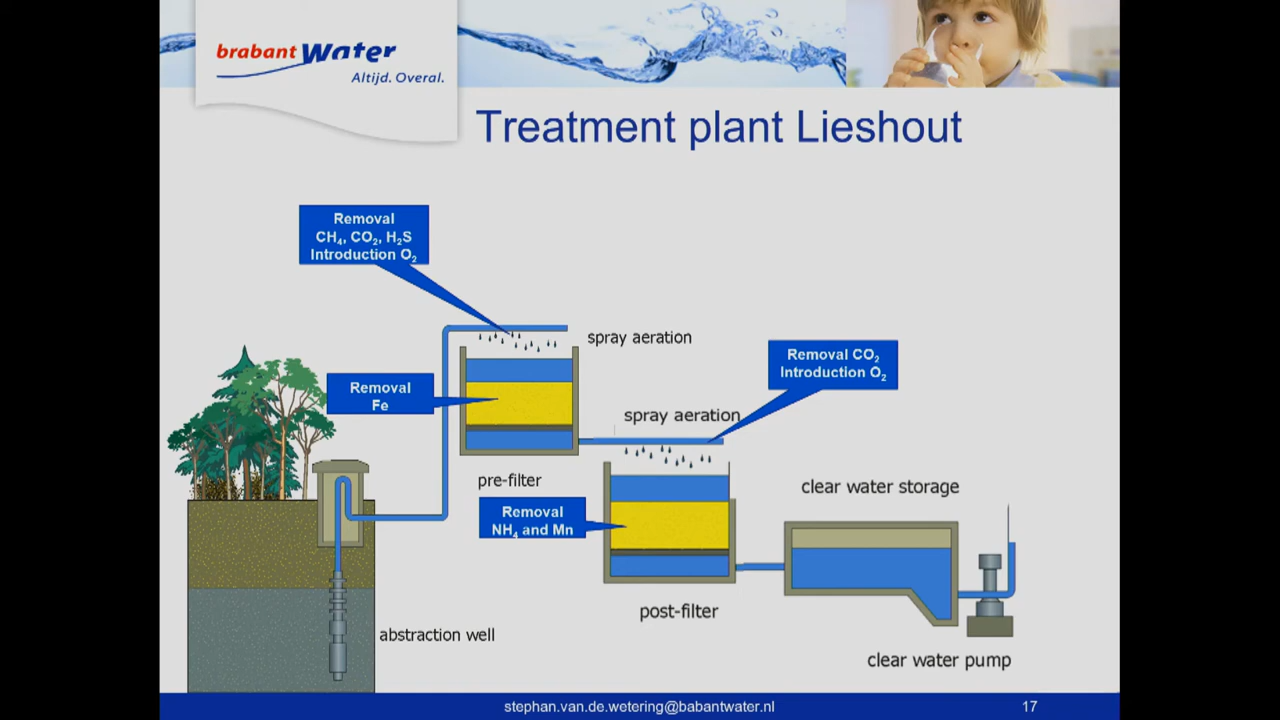 brabant Water
Altijd. Overal.
Treatment plant Lieshout
Removal
CH₄, CO₂, H₂S
Introduction O₂
spray aeration
Removal CO₂
Introduction O₂
Removal
Fe
spray aeration
pre-filter
clear water storage
Removal
NH₄ and Mn
post-filter
abstraction well
clear water pump
stephan.van.de.wetering@babantwater.nl
17